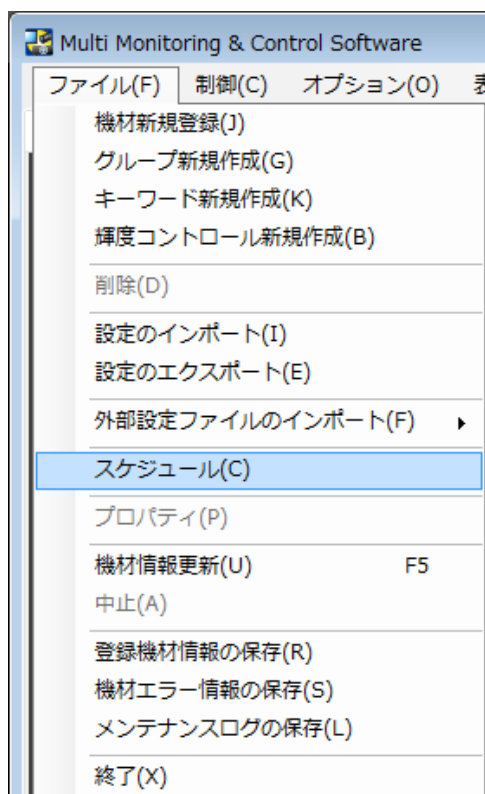 Multi Monitoring & Control Software
ファイル(F) 制御(C) オプション(O)
機材新規登録(J)
グループ新規作成(G)
キーワード新規作成(K)
輝度コントロール新規作成(B)
削除(D)
設定のインポート(I)
設定のエクスポート(E)
外部設定ファイルのインポート(F)
スケジュール(C)
プロパティ(P)
機材情報更新(U) F5
中止(A)
登録機材情報の保存(R)
機材エラー情報の保存(S)
メンテナンスログの保存(L)
終了(X)